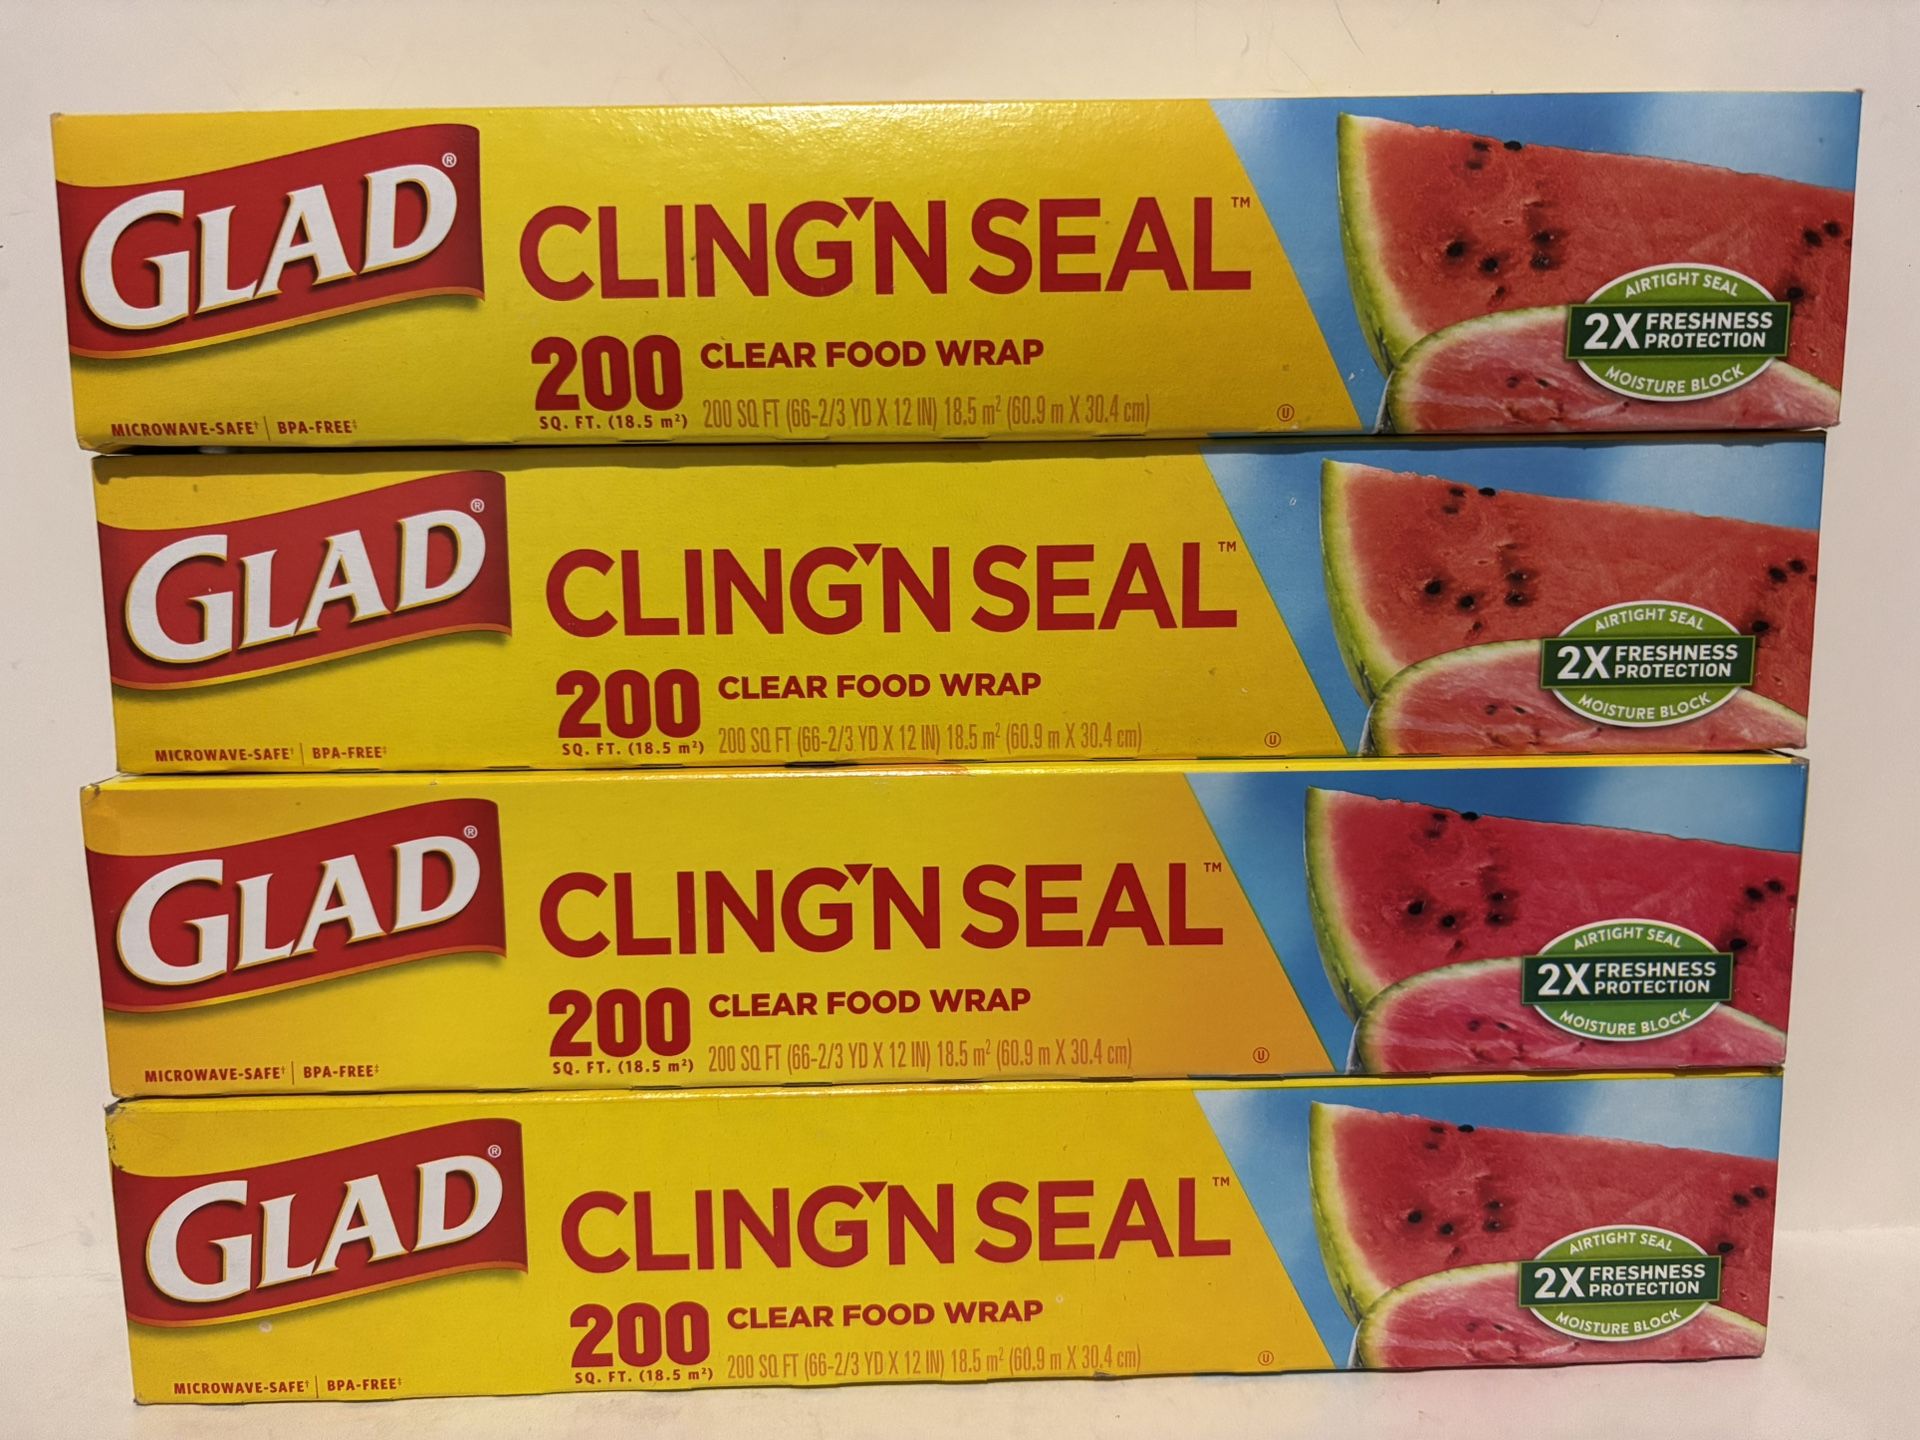 GLAD®
CLING'N SEAL™
200 CLEAR FOOD WRAP
SQ. FT. (18.5 m²) 200 SQ FT (66-2/3 YD X 12 IN) 18.5 m² (60.9 m X 30.4 cm)
MICROWAVE-SAFE† | BPA-FREE‡
U
AIRTIGHT SEAL
2X FRESHNESS
PROTECTION
MOISTURE BLOCK
GLAD®
CLING'N SEAL™
200 CLEAR FOOD WRAP
SQ. FT. (18.5 m²) 200 SQ FT (66-2/3 YD X 12 IN) 18.5 m² (60.9 m X 30.4 cm)
MICROWAVE-SAFE† | BPA-FREE‡
U
AIRTIGHT SEAL
2X FRESHNESS
PROTECTION
MOISTURE BLOCK
GLAD®
CLING'N SEAL™
200 CLEAR FOOD WRAP
SQ. FT. (18.5 m²) 200 SQ FT (66-2/3 YD X 12 IN) 18.5 m² (60.9 m X 30.4 cm)
MICROWAVE-SAFE† | BPA-FREE‡
U
AIRTIGHT SEAL
2X FRESHNESS
PROTECTION
MOISTURE BLOCK
GLAD®
CLING'N SEAL™
200 CLEAR FOOD WRAP
SQ. FT. (18.5 m²) 200 SQ FT (66-2/3 YD X 12 IN) 18.5 m² (60.9 m X 30.4 cm)
MICROWAVE-SAFE† | BPA-FREE‡
U
AIRTIGHT SEAL
2X FRESHNESS
PROTECTION
MOISTURE BLOCK